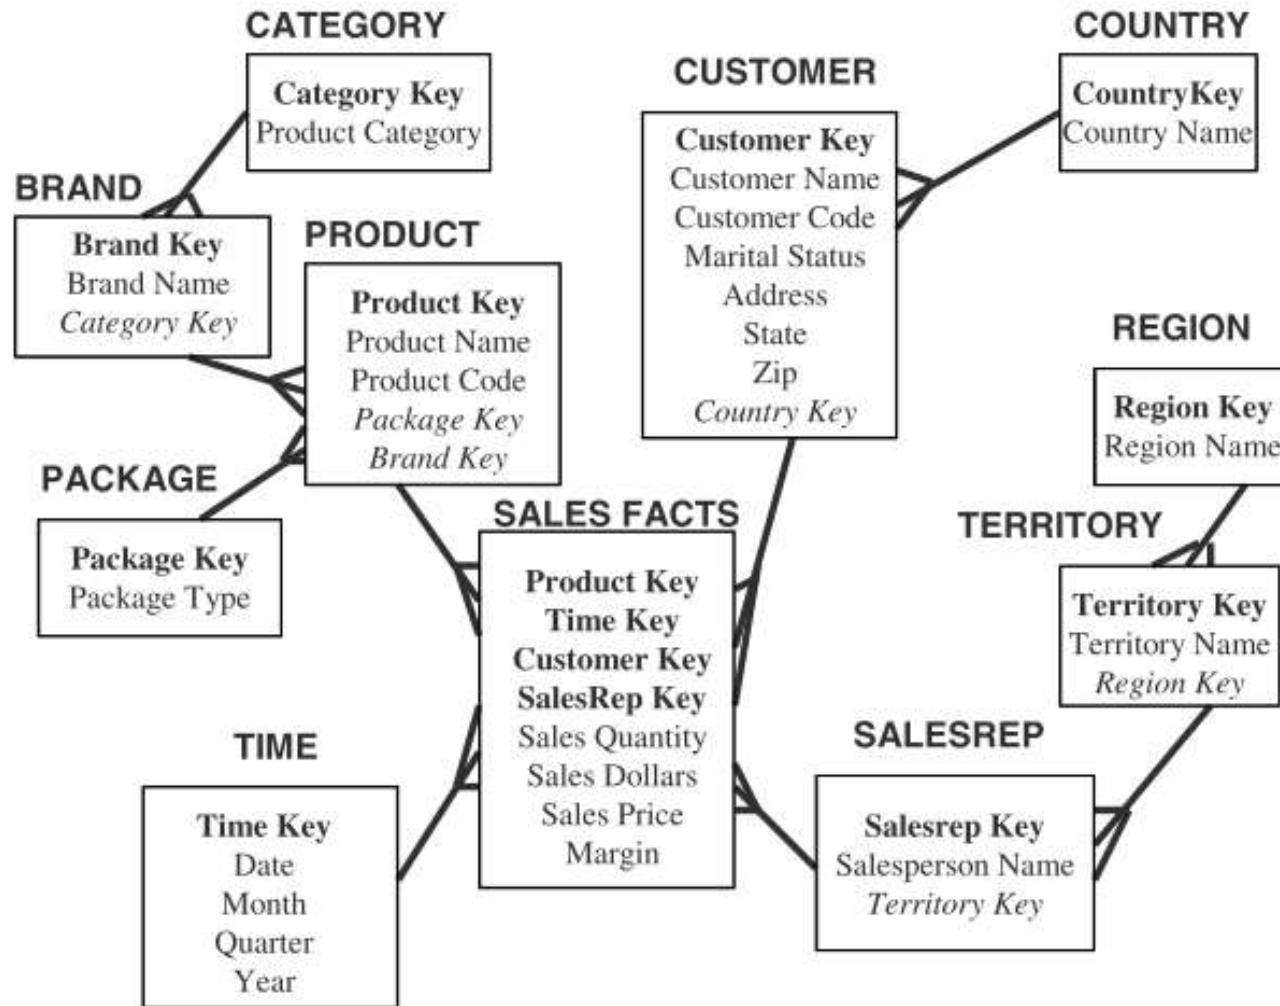 CATEGORY
Category Key
Product Category
BRAND
Brand Key
Brand Name
Category Key
PRODUCT
Product Key
Product Name
Product Code
Package Key
Brand Key
PACKAGE
Package Key
Package Type
CUSTOMER
Customer Key
Customer Name
Customer Code
Marital Status
Address
State
Zip
Country Key
COUNTRY
CountryKey
Country Name
REGION
Region Key
Region Name
TERRITORY
Territory Key
Territory Name
Region Key
SALES FACTS
Product Key
Time Key
Customer Key
SalesRep Key
Sales Quantity
Sales Dollars
Sales Price
Margin
TIME
Time Key
Date
Month
Quarter
Year
SALESREP
Salesrep Key
Salesperson Name
Territory Key